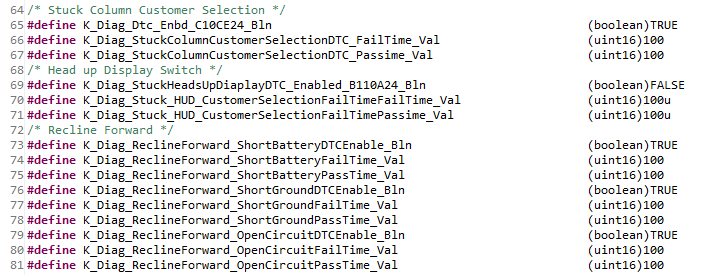 64 /* Stuck Column Customer Selection */
65 #define K_Diag_Dtc_Enbd_C10CE24_Bln (boolean)TRUE
66 #define K_Diag_StuckColumnCustomerSelectionDTC_FailTime_Val (uint16)100
67 #define K_Diag_StuckColumnCustomerSelectionDTC_Passime_Val (uint16)100
68 /* Head up Display Switch */
69 #define K_Diag_StuckHeadsUpDiaplayDTC_Enabled_B110A24_Bln (boolean)FALSE
70 #define K_Diag_Stuck_HUD_CustomerSelectionFailTimeFailTime_Val (uint16)100u
71 #define K_Diag_Stuck_HUD_CustomerSelectionFailTimePassime_Val (uint16)100u
72 /* Recline Forward */
73 #define K_Diag_ReclineForward_ShortBatteryDTCEnable_Bln (boolean)TRUE
74 #define K_Diag_ReclineForward_ShortBatteryFailTime_Val (uint16)100
75 #define K_Diag_ReclineForward_ShortBatteryPassTime_Val (uint16)100
76 #define K_Diag_ReclineForward_ShortGroundDTCEnable_Bln (boolean)TRUE
77 #define K_Diag_ReclineForward_ShortGroundFailTime_Val (uint16)100
78 #define K_Diag_ReclineForward_ShortGroundPassTime_Val (uint16)100
79 #define K_Diag_ReclineForward_OpenCircuitDTCEnable_Bln (boolean)TRUE
80 #define K_Diag_ReclineForward_OpenCircuitFailTime_Val (uint16)100
81 #define K_Diag_ReclineForward_OpenCircuitPassTime_Val (uint16)100